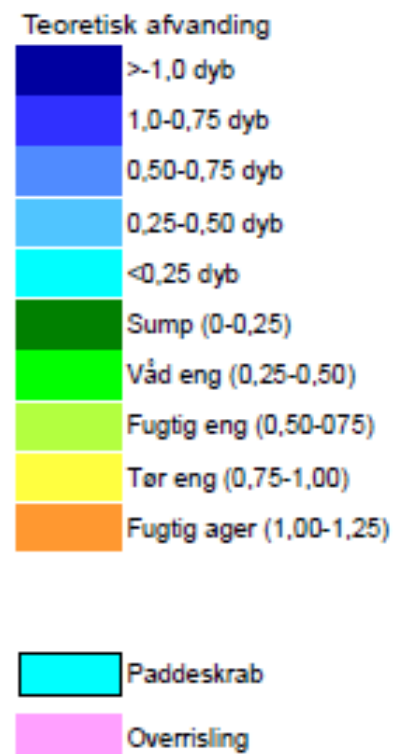 Teoretisk afvanding
>-1,0 dyb
1,0-0,75 dyb
0,50-0,75 dyb
0,25-0,50 dyb
<0,25 dyb
Sump (0-0,25)
Våd eng (0,25-0,50)
Fugtig eng (0,50-075)
Tør eng (0,75-1,00)
Fugtig ager (1,00-1,25)
Paddeskrab
Overrisling